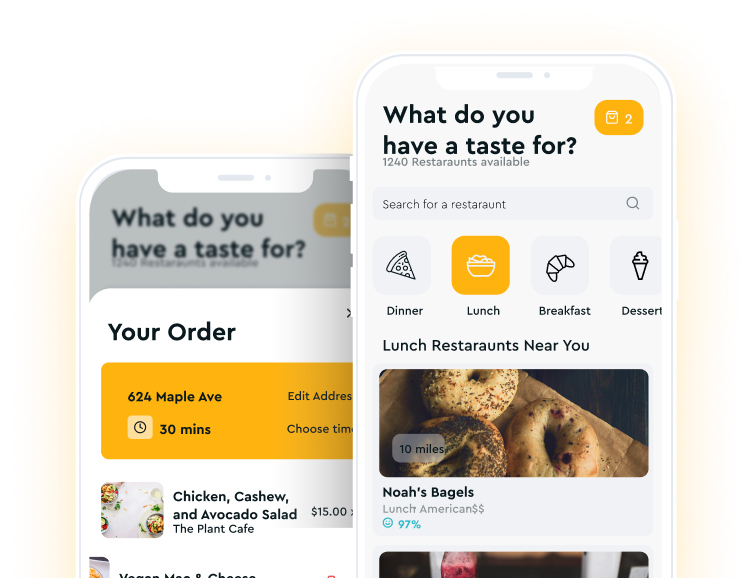 What do you
have a taste for?
1240 Restaraunts available
2
Search for a restaraunt
Dinner
Lunch
Breakfast
Dessert
Lunch Restaraunts Near You
10 miles
Noah's Bagels
Lunch American$$
97%
What do you
have a taste for?
1240 Restaraunts available
2
Your Order
624 Maple Ave
Edit Addres
30 mins
Choose time
Chicken, Cashew,
and Avocado Salad
The Plant Cafe
$15.00
Vegan Mac & Cheese